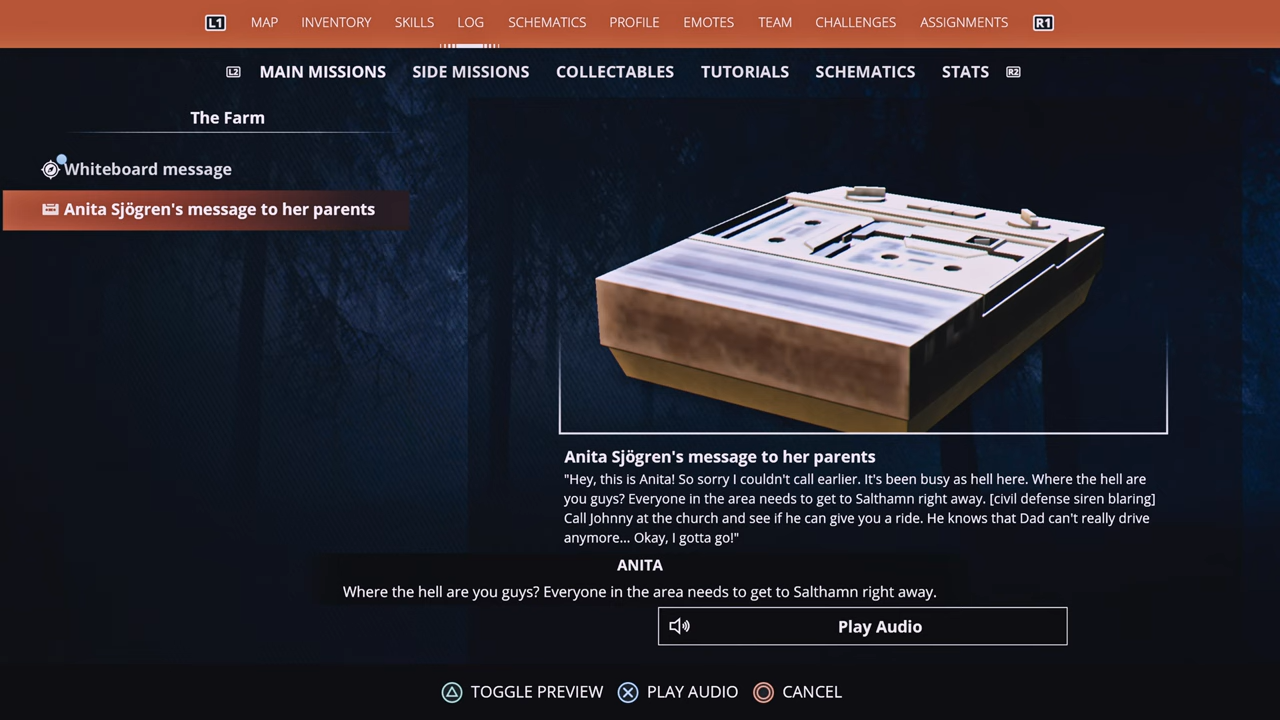 L1 MAP INVENTORY SKILLS LOG SCHEMATICS PROFILE EMOTES TEAM CHALLENGES ASSIGNMENTS R1
L2 MAIN MISSIONS SIDE MISSIONS COLLECTABLES TUTORIALS SCHEMATICS STATS R2
The Farm
Whiteboard message
Anita Sjögren's message to her parents
Anita Sjögren's message to her parents
"Hey, this is Anita! So sorry I couldn't call earlier. It's been busy as hell here. Where the hell are
you guys? Everyone in the area needs to get to Salthamn right away. [civil defense siren blaring]
Call Johnny at the church and see if he can give you a ride. He knows that Dad can't really drive
anymore... Okay, I gotta go!"
ANITA
Where the hell are you guys? Everyone in the area needs to get to Salthamn right away.
Play Audio
TOGGLE PREVIEW PLAY AUDIO CANCEL